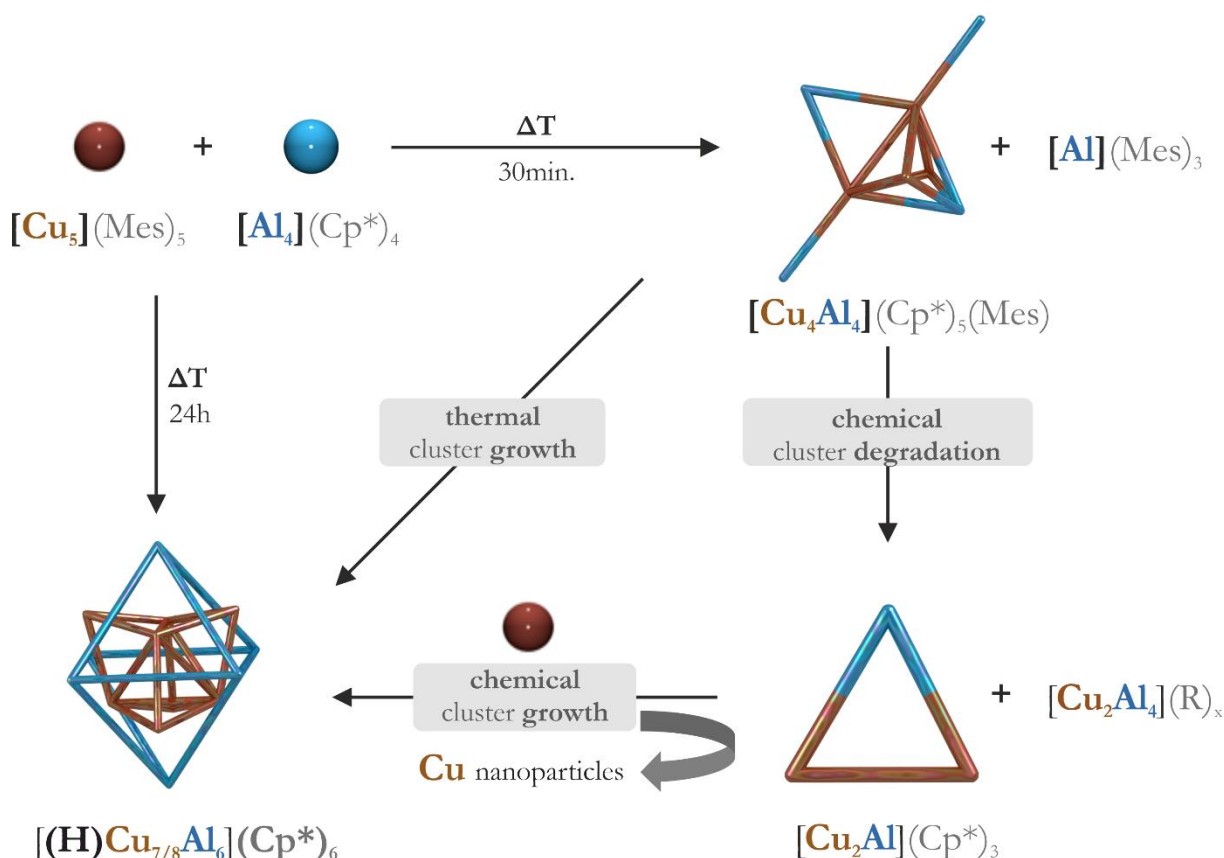 ΔT
+
30min.
+
[Al](Mes)₃
[Cu₅](Mes)₅
[Al₄](Cp*)₄
[Cu₄Al₄](Cp*)₅(Mes)
ΔT
24h
thermal
cluster growth
chemical
cluster degradation
chemical
cluster growth
+
[Cu₂Al₄](R)ₓ
Cu nanoparticles
[(H)Cu₇/₈Al₆](Cp*)₆
[Cu₂Al](Cp*)₃